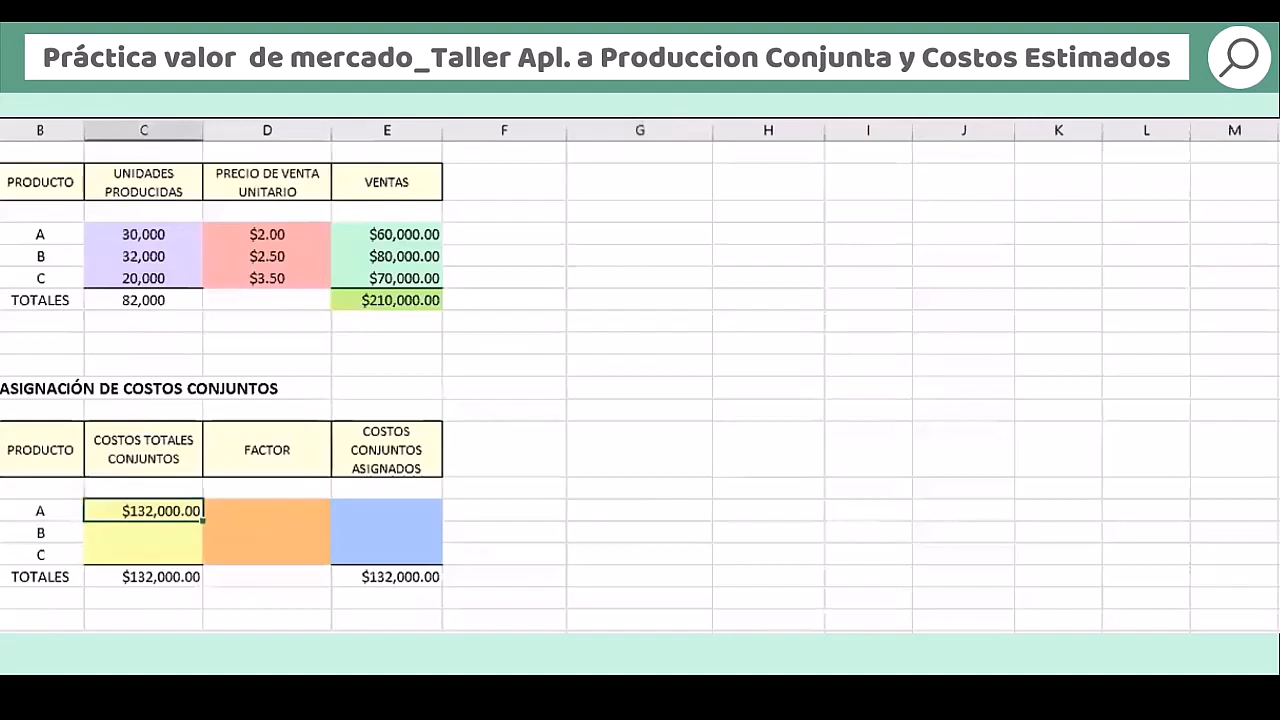 Práctica valor de mercado_Taller Apl. a Produccion Conjunta y Costos Estimados
B C D E F G H I J K L M
PRODUCTO UNIDADES PRODUCIDAS PRECIO DE VENTA UNITARIO VENTAS
A 30,000 $2.00 $60,000.00
B 32,000 $2.50 $80,000.00
C 20,000 $3.50 $70,000.00
TOTALES 82,000 $210,000.00
ASIGNACIÓN DE COSTOS CONJUNTOS
PRODUCTO COSTOS TOTALES CONJUNTOS FACTOR COSTOS CONJUNTOS ASIGNADOS
A $132,000.00
B
C
TOTALES $132,000.00 $132,000.00